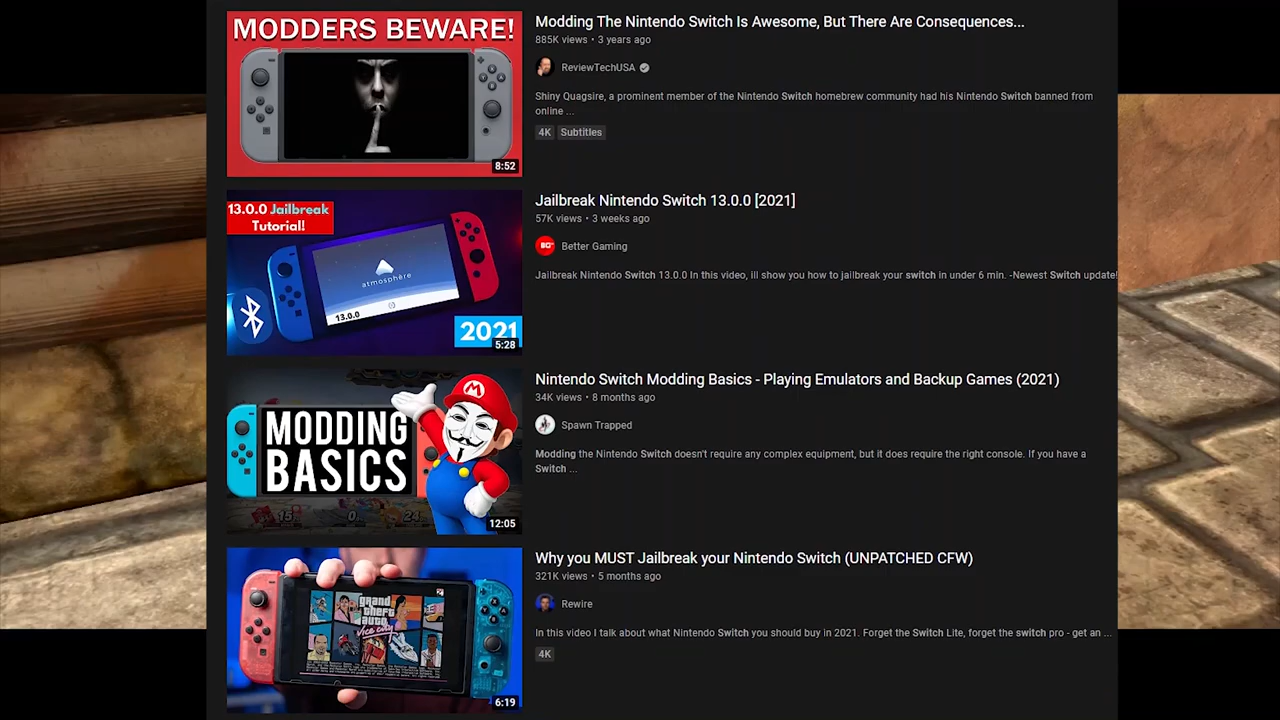 MODDERS BEWARE!
8:52
Modding The Nintendo Switch Is Awesome, But There Are Consequences...
885K views • 3 years ago
ReviewTechUSA
Shiny Quagsire, a prominent member of the Nintendo Switch homebrew community had his Nintendo Switch banned from
online ...
4K Subtitles
13.0.0 Jailbreak
Tutorial!
atmosphère
13.0.0
2021
5:28
Jailbreak Nintendo Switch 13.0.0 [2021]
57K views • 3 weeks ago
BG
Better Gaming
Jailbreak Nintendo Switch 13.0.0 In this video, ill show you how to jailbreak your switch in under 6 min. -Newest Switch update!
MODDING
BASICS
M
12:05
Nintendo Switch Modding Basics - Playing Emulators and Backup Games (2021)
34K views • 8 months ago
Spawn Trapped
Modding the Nintendo Switch doesn't require any complex equipment, but it does require the right console. If you have a
Switch ...
grand
theft
auto
vice city
6:19
Why you MUST Jailbreak your Nintendo Switch (UNPATCHED CFW)
321K views • 5 months ago
Rewire
In this video I talk about what Nintendo Switch you should buy in 2021. Forget the Switch Lite, forget the switch pro - get an ...
4K